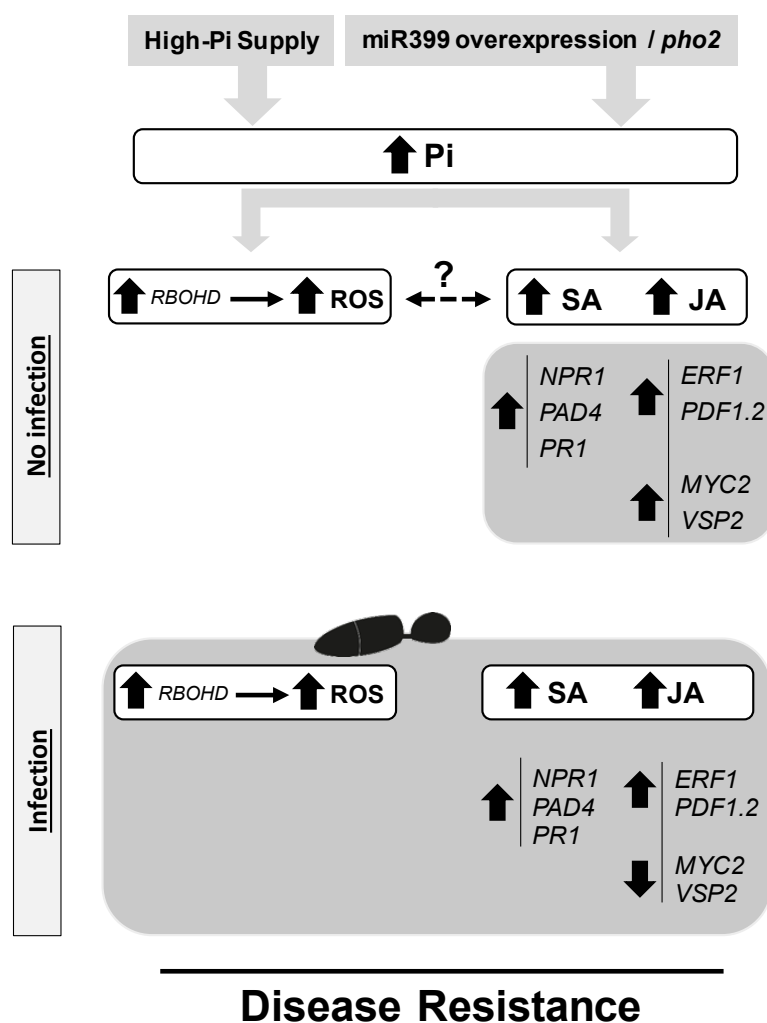 High-Pi Supply
miR399 overexpression / pho2
Pi
No infection
RBOHD
ROS
?
SA
JA
NPR1
PAD4
PR1
ERF1
PDF1.2
MYC2
VSP2
Infection
RBOHD
ROS
SA
JA
NPR1
PAD4
PR1
ERF1
PDF1.2
MYC2
VSP2
Disease Resistance